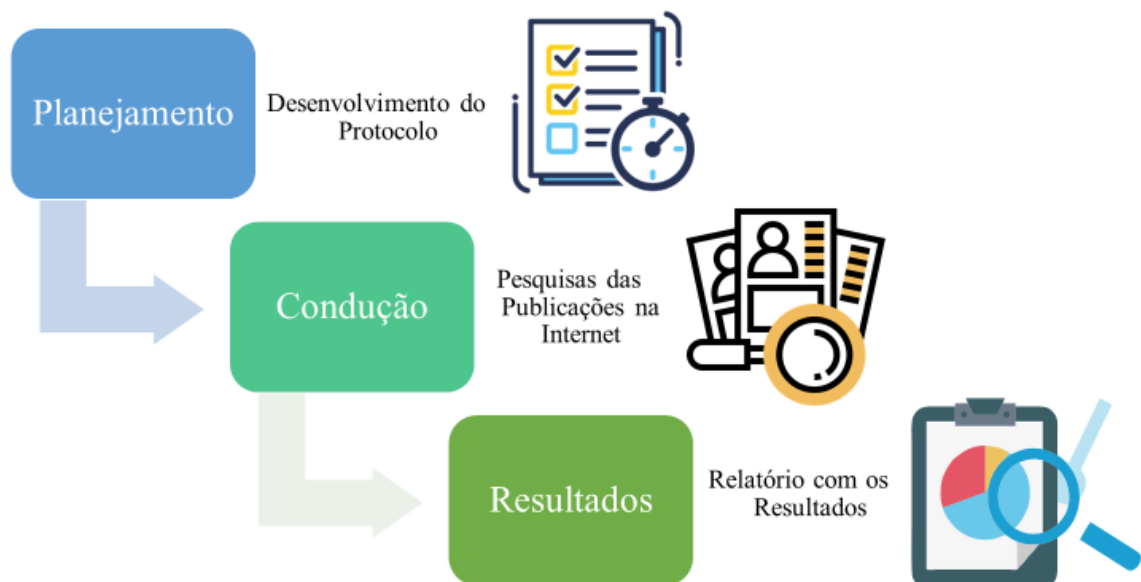 Planejamento
Desenvolvimento do
Protocolo
Condução
Pesquisas das
Publicações na
Internet
Resultados
Relatório com os
Resultados